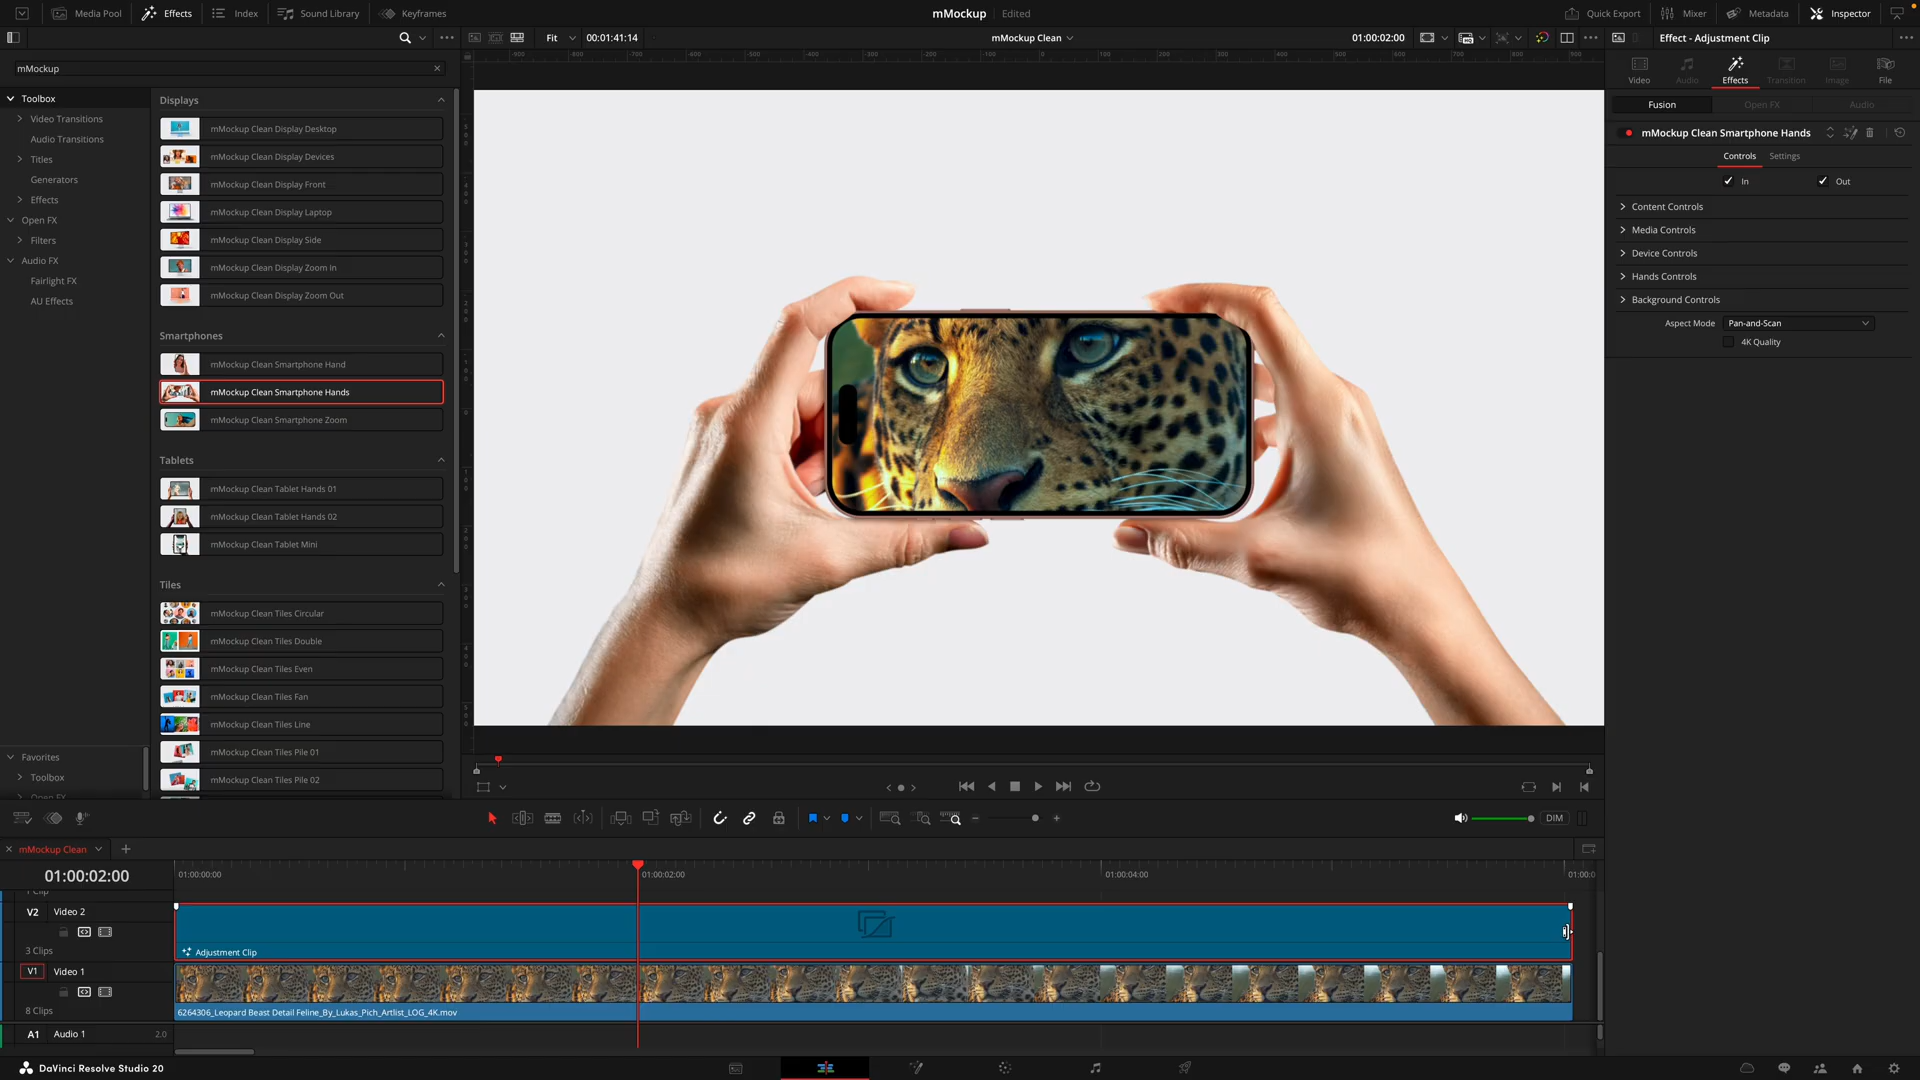 Media Pool
Effects
Index
Sound Library
Keyframes
mMockup
Edited
Quick Export
Mixer
Metadata
Inspector
Fit
00:01:41:14
mMockup Clean
01:00:02:00
Effect - Adjustment Clip
mMockup
Toolbox
Video Transitions
Audio Transitions
Titles
Generators
Effects
Open FX
Filters
Audio FX
Fairlight FX
AU Effects
Favorites
Toolbox
Open FX
Displays
mMockup Clean Display Desktop
mMockup Clean Display Devices
mMockup Clean Display Front
mMockup Clean Display Laptop
mMockup Clean Display Side
mMockup Clean Display Zoom In
mMockup Clean Display Zoom Out
Smartphones
mMockup Clean Smartphone Hand
mMockup Clean Smartphone Hands
mMockup Clean Smartphone Zoom
Tablets
mMockup Clean Tablet Hands 01
mMockup Clean Tablet Hands 02
mMockup Clean Tablet Mini
Tiles
mMockup Clean Tiles Circular
mMockup Clean Tiles Double
mMockup Clean Tiles Even
mMockup Clean Tiles Fan
mMockup Clean Tiles Line
mMockup Clean Tiles Pile 01
mMockup Clean Tiles Pile 02
Video
Audio
Effects
Transition
Image
File
Fusion
Open FX
Audio
mMockup Clean Smartphone Hands
Controls
Settings
In
Out
Content Controls
Media Controls
Device Controls
Hands Controls
Background Controls
Aspect Mode
Pan-and-Scan
4K Quality
DIM
mMockup Clean
01:00:02:00
01:00:00:00
01:00:02:00
01:00:04:00
01:00:0
1 Clip
V2
Video 2
3 Clips
Adjustment Clip
V1
Video 1
8 Clips
6264306_Leopard Beast Detail Feline_By_Lukas_Pich_Artlist_LOG_4K.mov
A1
Audio 1
2.0
DaVinci Resolve Studio 20